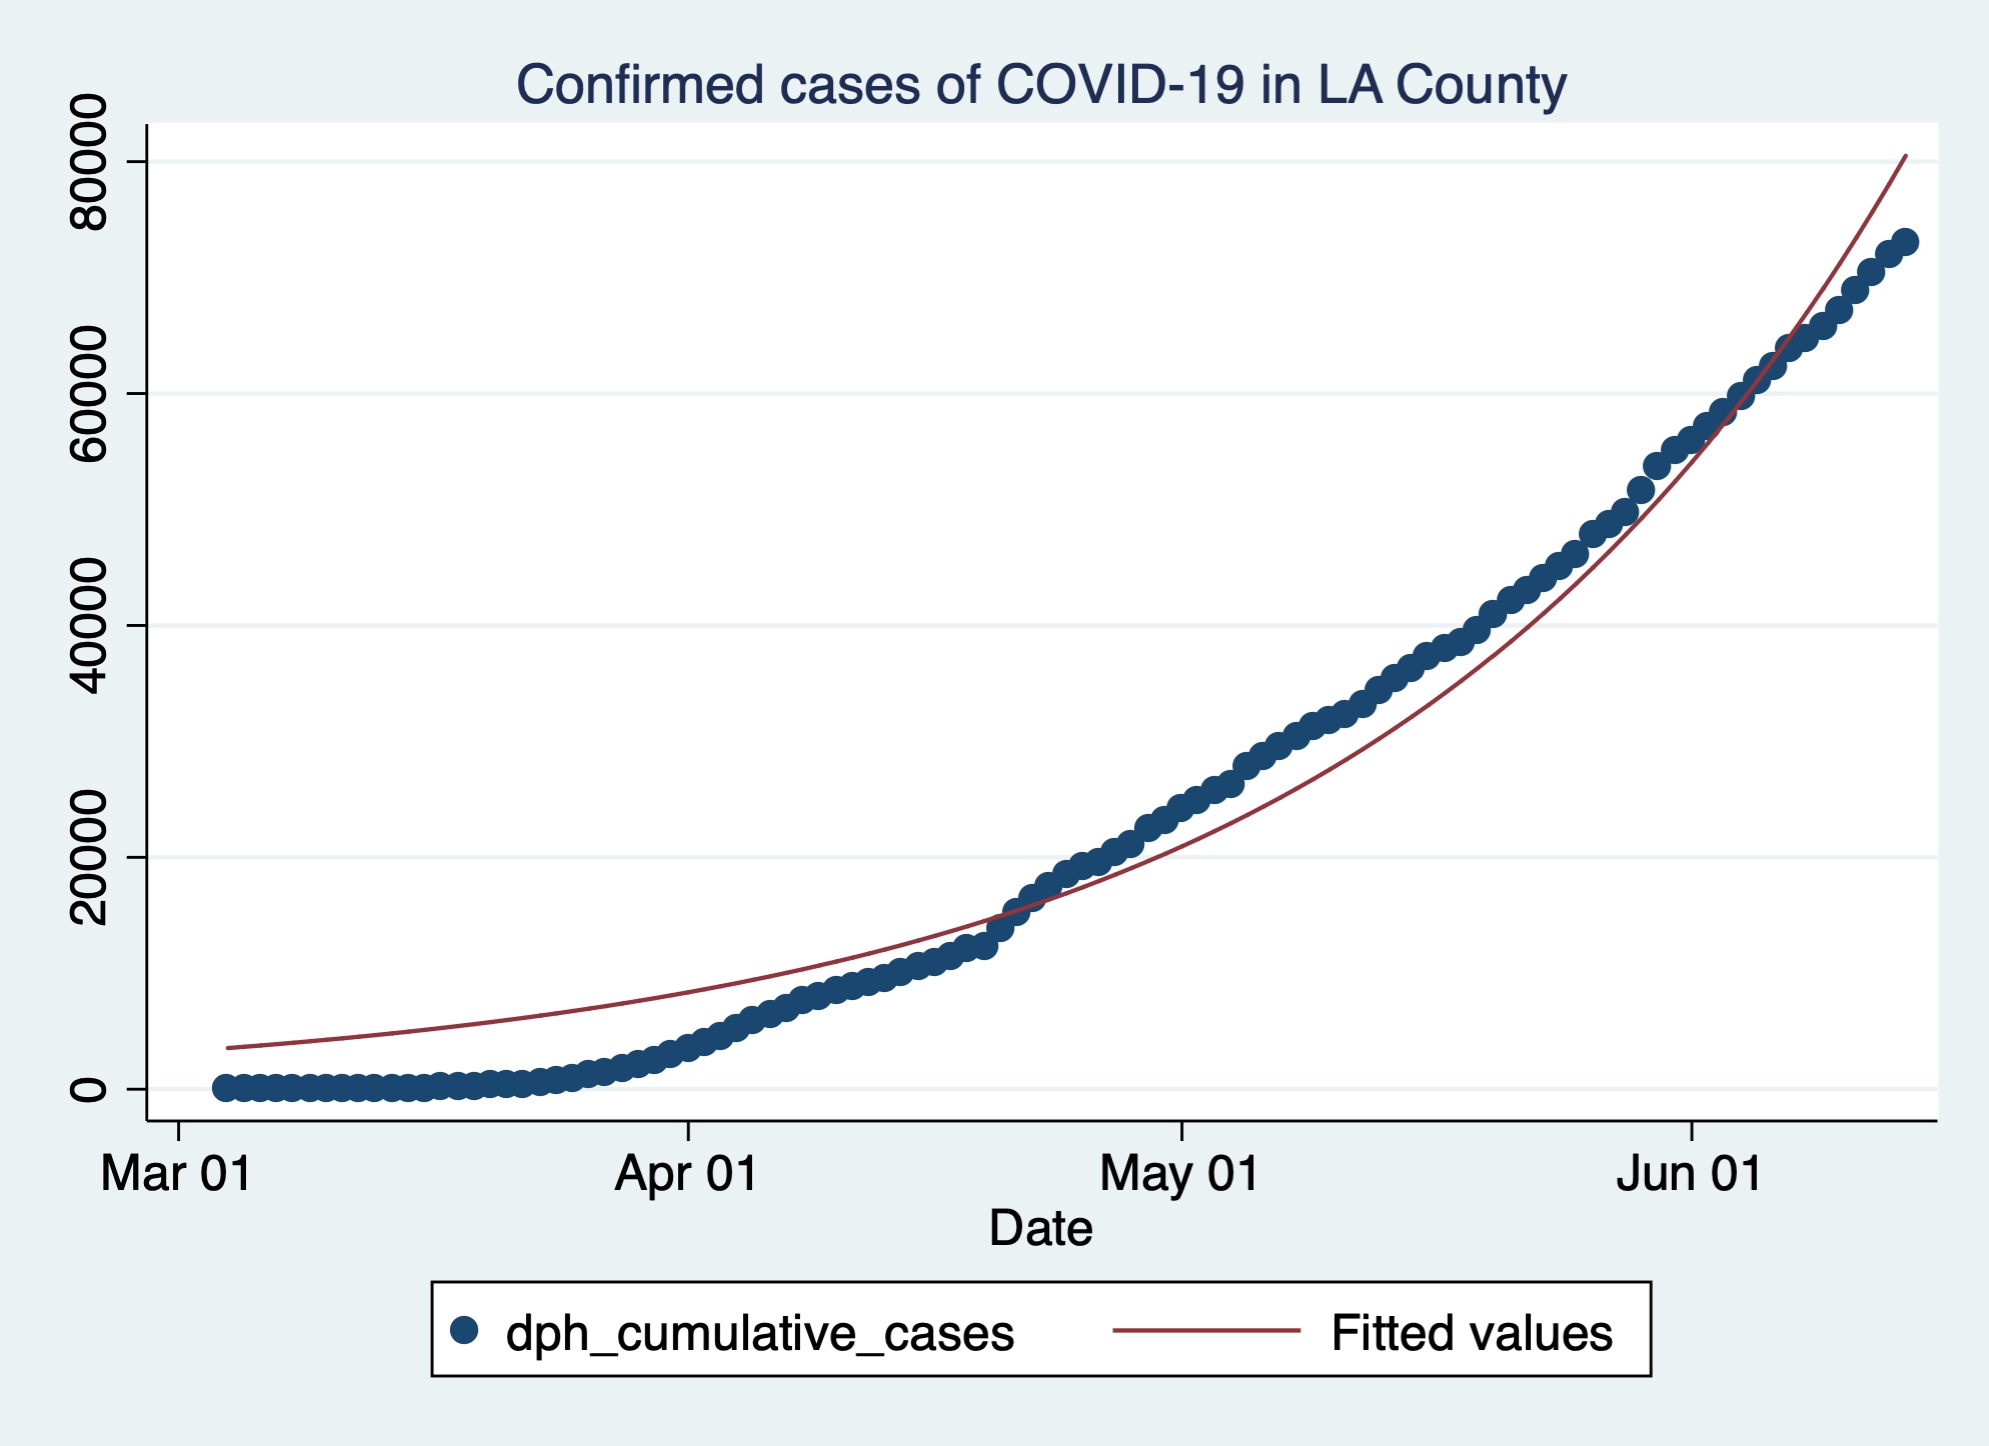 Confirmed cases of COVID-19 in LA County
80000
60000
40000
20000
0
Mar 01 Apr 01 May 01 Jun 01
Date
dph_cumulative_cases Fitted values